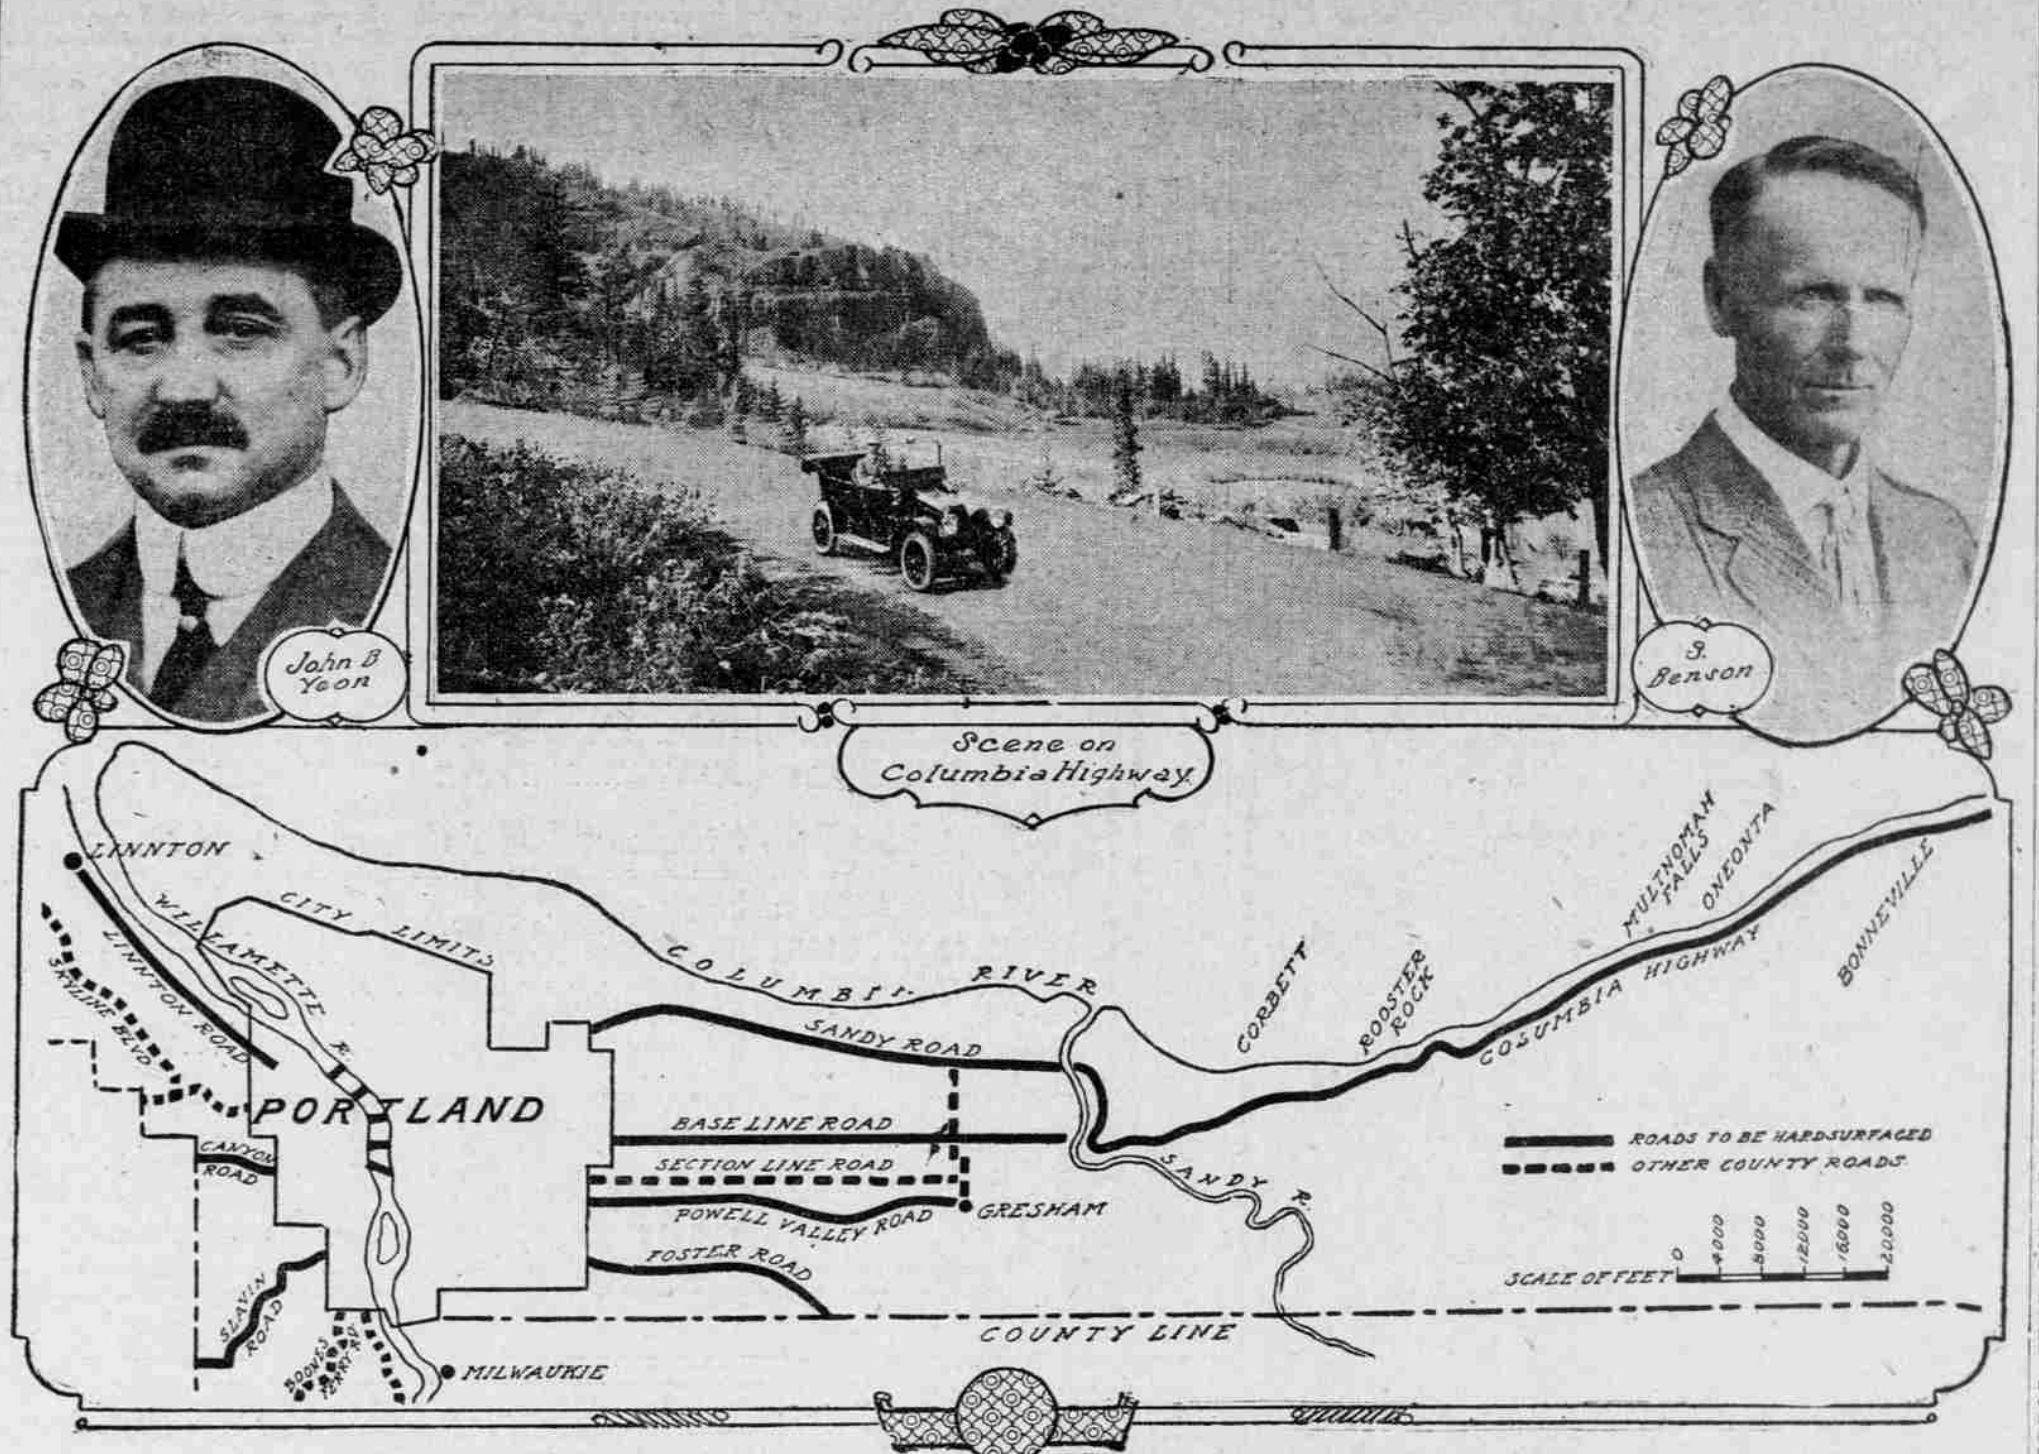 John B
Yeon
S.
Benson
Scene on
Columbia Highway.
LINNTON
WILLAMETTE R.
CITY LIMITS
LINNTON ROAD
SKYLINE BLVD
COLUMBIA RIVER
SANDY ROAD
CORBETT
ROOSTER
ROCK
MULTNOMAH
FALLS
ONEONTA
COLUMBIA HIGHWAY
BONNEVILLE
PORTLAND
BASE LINE ROAD
SECTION LINE ROAD
POWELL VALLEY ROAD
GRESHAM
SANDY R.
CANYON
ROAD
FOSTER ROAD
SLAVIN
ROAD
BOONES
FERRY RD.
MILWAUKIE
COUNTY LINE
ROADS TO BE HARDSURFACED
OTHER COUNTY ROADS.
SCALE OF FEET
0 4000 8000 12000 16000 20000